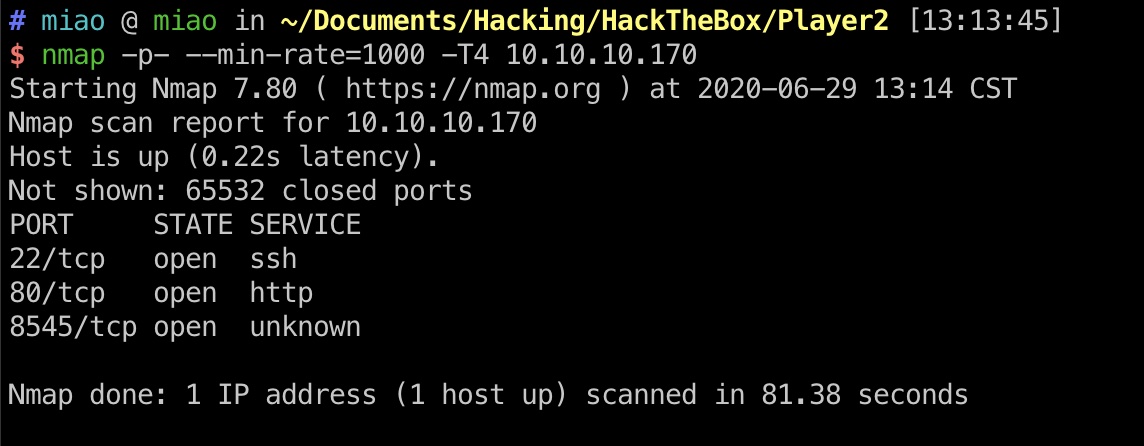 # miao @ miao in ~/Documents/Hacking/HackTheBox/Player2 [13:13:45]
$ nmap -p- --min-rate=1000 -T4 10.10.10.170
Starting Nmap 7.80 ( https://nmap.org ) at 2020-06-29 13:14 CST
Nmap scan report for 10.10.10.170
Host is up (0.22s latency).
Not shown: 65532 closed ports
PORT     STATE SERVICE
22/tcp   open  ssh
80/tcp   open  http
8545/tcp open  unknown
Nmap done: 1 IP address (1 host up) scanned in 81.38 seconds